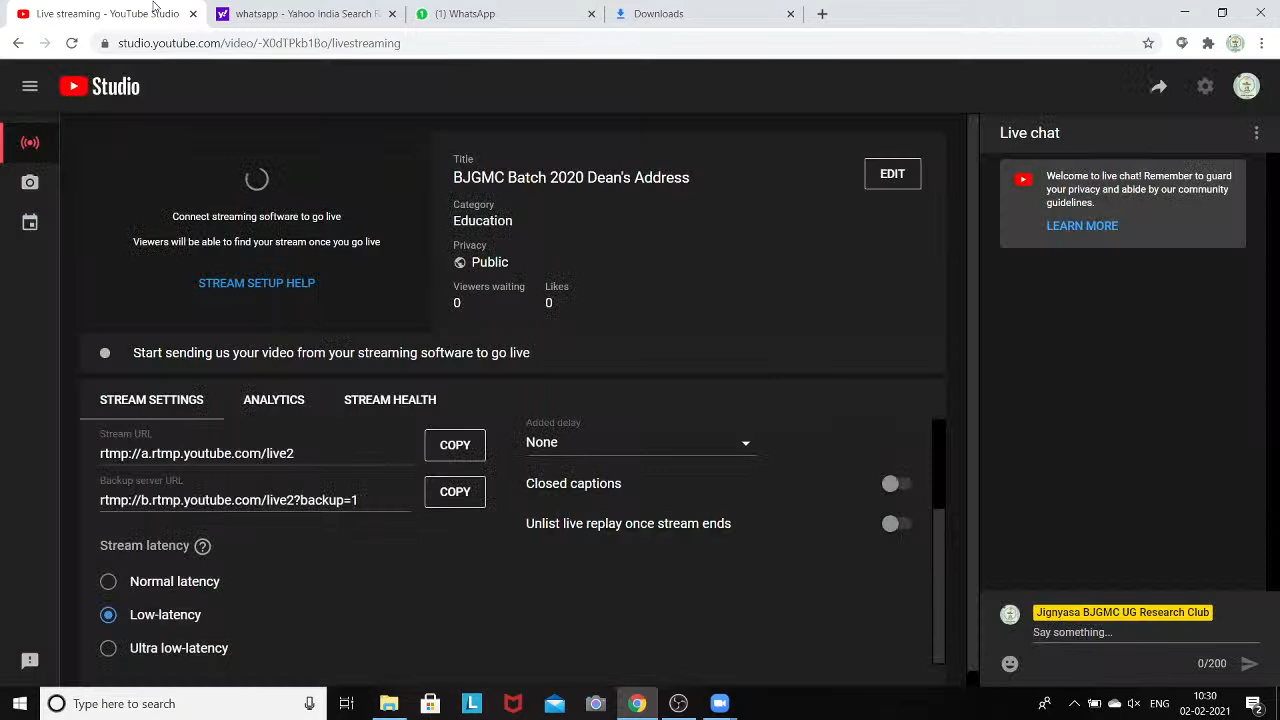 Live streaming - YouTube Studio
whatsapp - Yahoo India Search R
(1) WhatsApp
Downloads
studio.youtube.com/video/-X0dTPkb1Bo/livestreaming
Studio
Connect streaming software to go live
Viewers will be able to find your stream once you go live
STREAM SETUP HELP
Title
BJGMC Batch 2020 Dean's Address
EDIT
Category
Education
Privacy
Public
Viewers waiting
Likes
0
0
Start sending us your video from your streaming software to go live
STREAM SETTINGS
ANALYTICS
STREAM HEALTH
Stream URL
rtmp://a.rtmp.youtube.com/live2
COPY
Backup server URL
rtmp://b.rtmp.youtube.com/live2?backup=1
COPY
Stream latency
Normal latency
Low-latency
Ultra low-latency
Added delay
None
Closed captions
Unlist live replay once stream ends
Live chat
Welcome to live chat! Remember to guard
your privacy and abide by our community
guidelines.
LEARN MORE
Jignyasa BJGMC UG Research Club
Say something...
0/200
Type here to search
L
ENG
10:30
02-02-2021
2